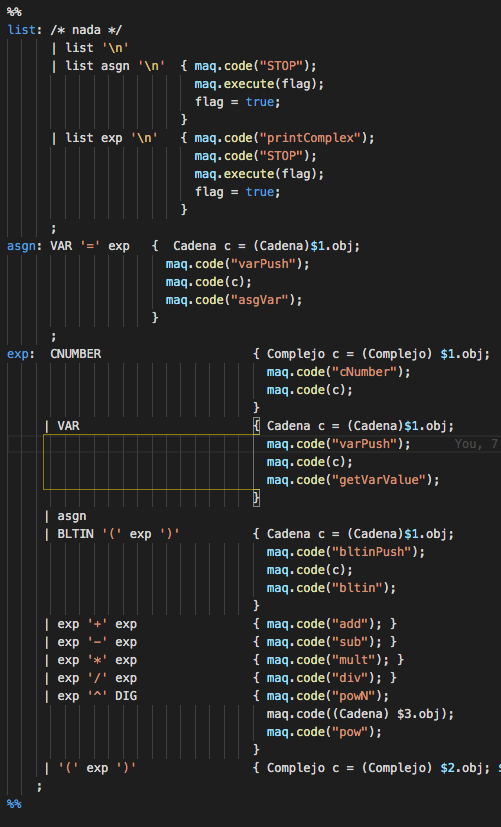 %%
list: /* nada */
| list '\n'
| list asgn '\n' { maq.code("STOP");
maq.execute(flag);
flag = true;
}
| list exp '\n' { maq.code("printComplex");
maq.code("STOP");
maq.execute(flag);
flag = true;
}
;
asgn: VAR '=' exp { Cadena c = (Cadena)$1.obj;
maq.code("varPush");
maq.code(c);
maq.code("asgVar");
}
;
exp: CNUMBER { Complejo c = (Complejo) $1.obj;
maq.code("cNumber");
maq.code(c);
}
| VAR { Cadena c = (Cadena)$1.obj;
maq.code("varPush"); You, 7
maq.code(c);
maq.code("getVarValue");
}
| asgn
| BLTIN '(' exp ')' { Cadena c = (Cadena)$1.obj;
maq.code("bltinPush");
maq.code(c);
maq.code("bltin");
}
| exp '+' exp { maq.code("add"); }
| exp '-' exp { maq.code("sub"); }
| exp '*' exp { maq.code("mult"); }
| exp '/' exp { maq.code("div"); }
| exp '^' DIG { maq.code("powN");
maq.code((Cadena) $3.obj);
maq.code("pow");
}
| '(' exp ')' { Complejo c = (Complejo) $2.obj;
;
%%